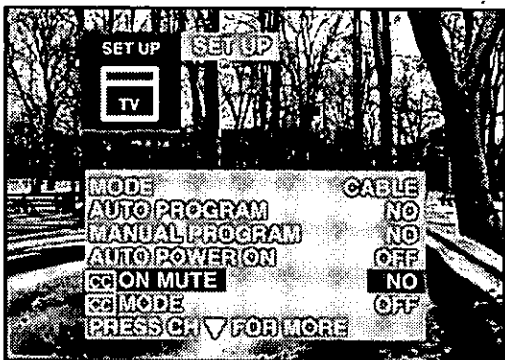 SET UP SET UP
TV
MODE CABLE
AUTO PROGRAM NO
MANUAL PROGRAM NO
AUTO POWER ON OFF
CC ON MUTE NO
CC MODE OFF
PRESS CH ▽ FOR MORE